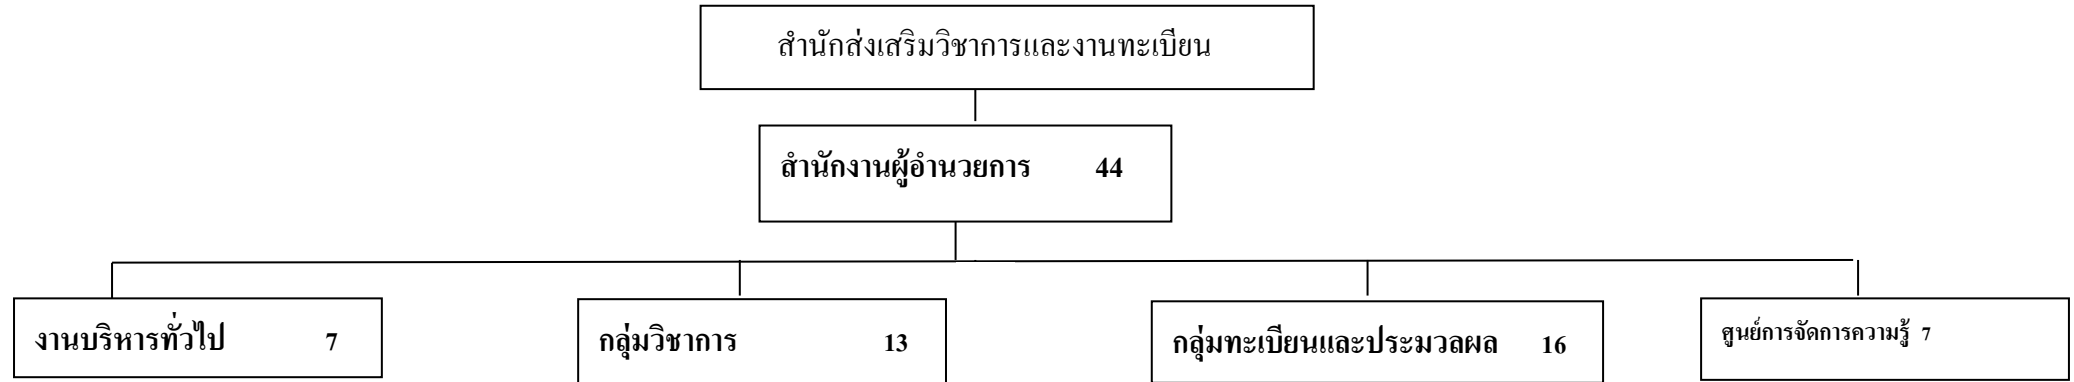 สำนักส่งเสริมวิชาการและงานทะเบียน
สำนักงานผู้อำนวยการ 44
งานบริหารทั่วไป 7
กลุ่มวิชาการ 13
กลุ่มทะเบียนและประมวลผล 16
ศูนย์การจัดการความรู้ 7